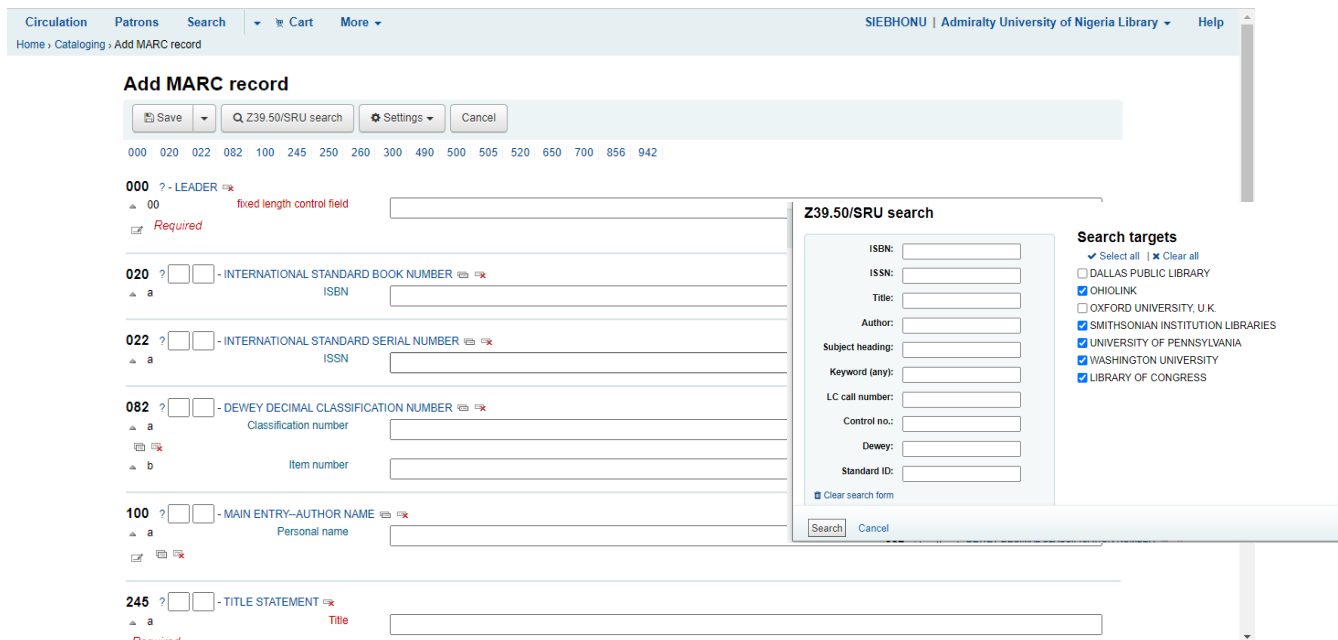 Circulation Patrons Search Cart More SIEBHONU | Admiralty University of Nigeria Library Help
Home › Cataloging › Add MARC record
Add MARC record
Save Z39.50/SRU search Settings Cancel
000 020 022 082 100 245 250 260 300 490 500 505 520 650 700 856 942
000 ? - LEADER
00 fixed length control field
Required
020 ? - INTERNATIONAL STANDARD BOOK NUMBER
a ISBN
022 ? - INTERNATIONAL STANDARD SERIAL NUMBER
a ISSN
082 ? - DEWEY DECIMAL CLASSIFICATION NUMBER
a Classification number
b Item number
100 ? - MAIN ENTRY--AUTHOR NAME
a Personal name
245 ? - TITLE STATEMENT
a Title
Required
Z39.50/SRU search
ISBN:
ISSN:
Title:
Author:
Subject heading:
Keyword (any):
LC call number:
Control no.:
Dewey:
Standard ID:
Clear search form
Search Cancel
Search targets
Select all | Clear all
DALLAS PUBLIC LIBRARY
OHIOLINK
OXFORD UNIVERSITY, U.K.
SMITHSONIAN INSTITUTION LIBRARIES
UNIVERSITY OF PENNSYLVANIA
WASHINGTON UNIVERSITY
LIBRARY OF CONGRESS